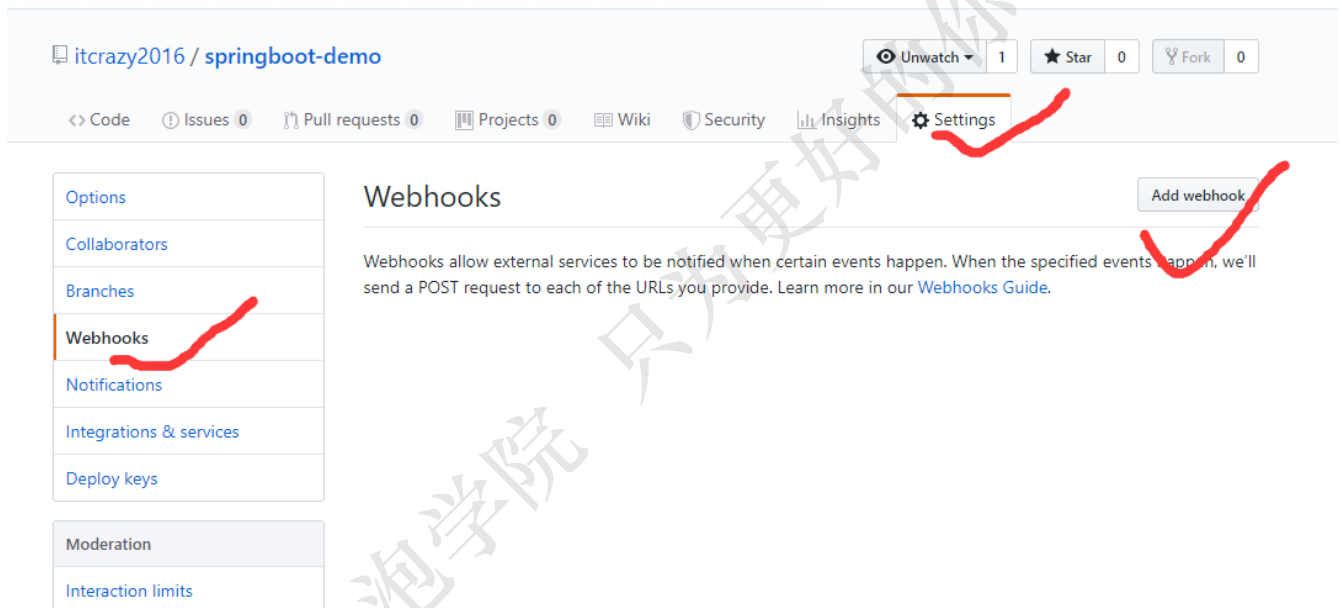 itcrazy2016 / springboot-demo
Unwatch 1 Star 0 Fork 0
Code Issues 0 Pull requests 0 Projects 0 Wiki Security Insights Settings
Options
Collaborators
Branches
Webhooks
Notifications
Integrations & services
Deploy keys
Moderation
Interaction limits
Webhooks
Add webhook
Webhooks allow external services to be notified when certain events happen. When the specified events happen, we’ll
send a POST request to each of the URLs you provide. Learn more in our Webhooks Guide.
泡学院 只为更好的你